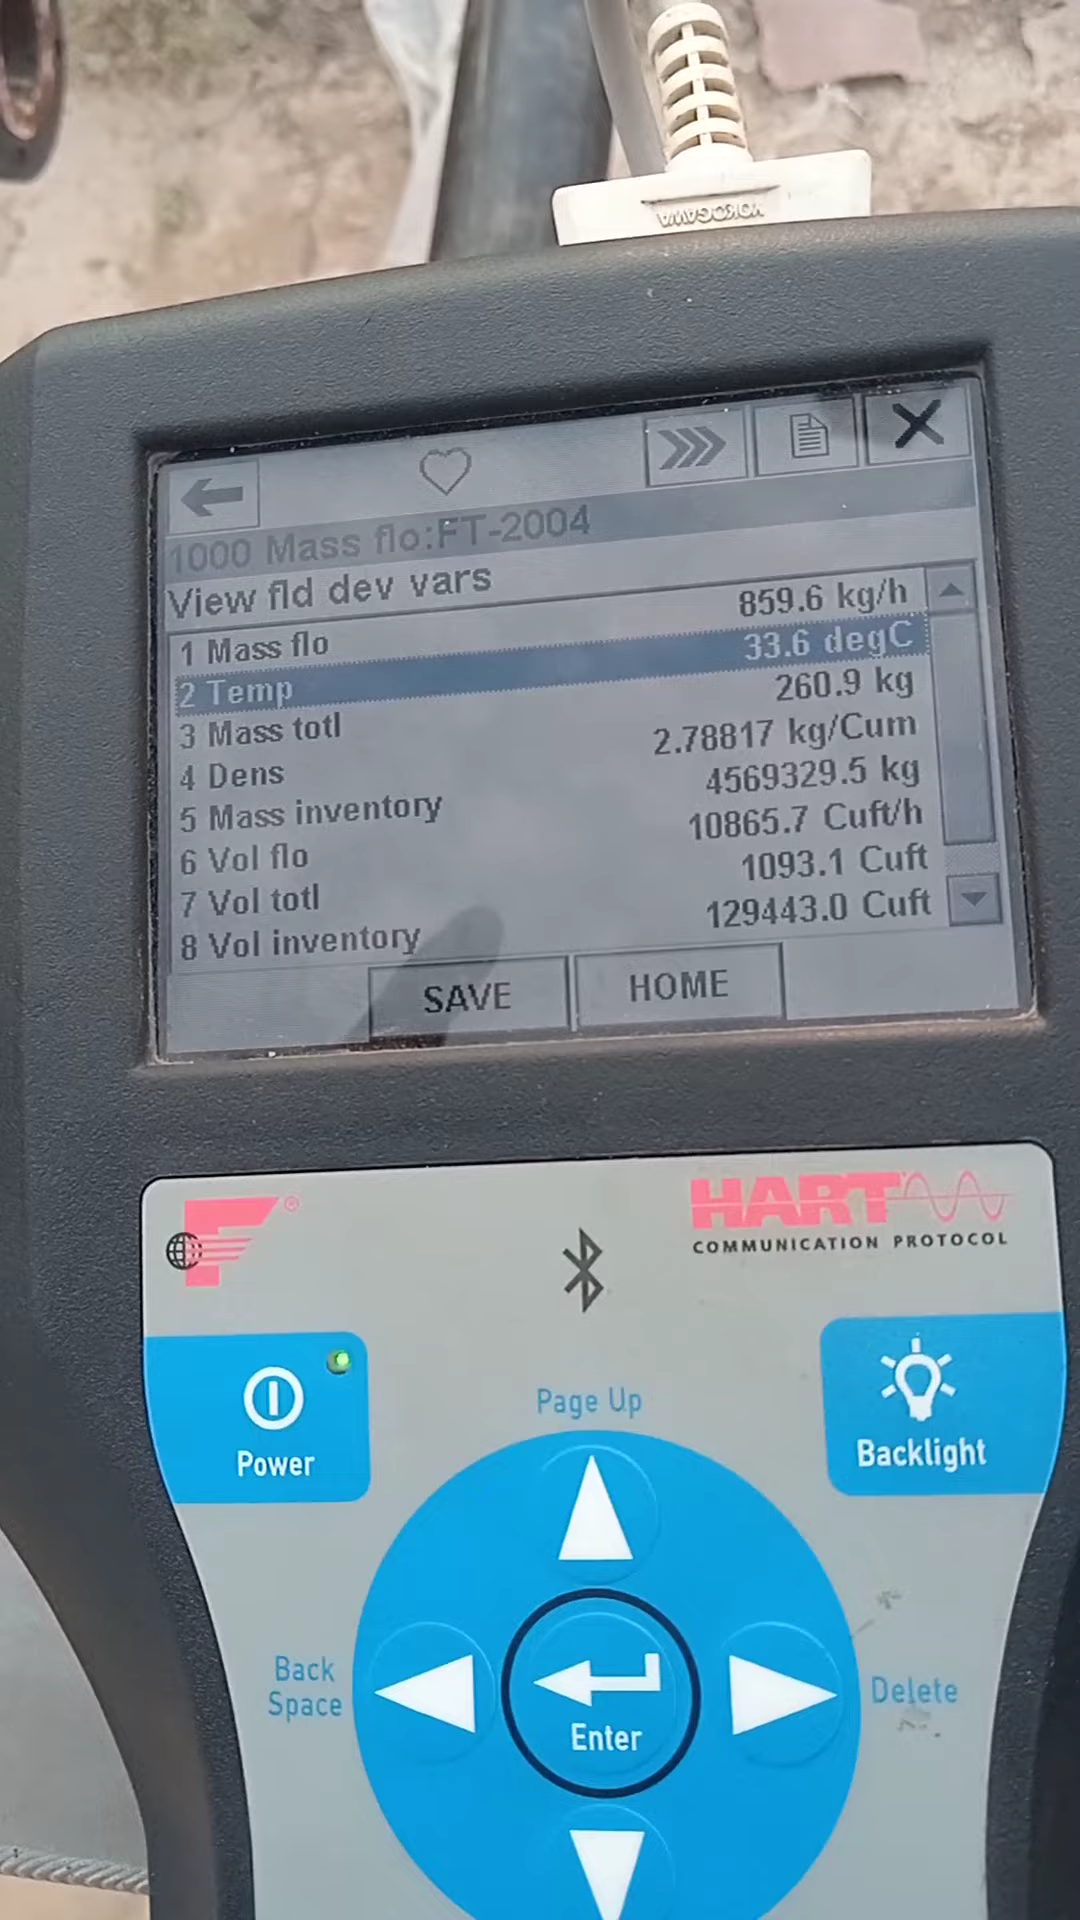 YOKOGAWA
1000 Mass flo:FT-2004
View fld dev vars
1 Mass flo 859.6 kg/h
2 Temp 33.6 degC
3 Mass totl 260.9 kg
4 Dens 2.78817 kg/Cum
5 Mass inventory 4569329.5 kg
6 Vol flo 10865.7 Cuft/h
7 Vol totl 1093.1 Cuft
8 Vol inventory 129443.0 Cuft
SAVE HOME
F®
HART
COMMUNICATION PROTOCOL
Power
Page Up
Backlight
Back
Space
Enter
Delete